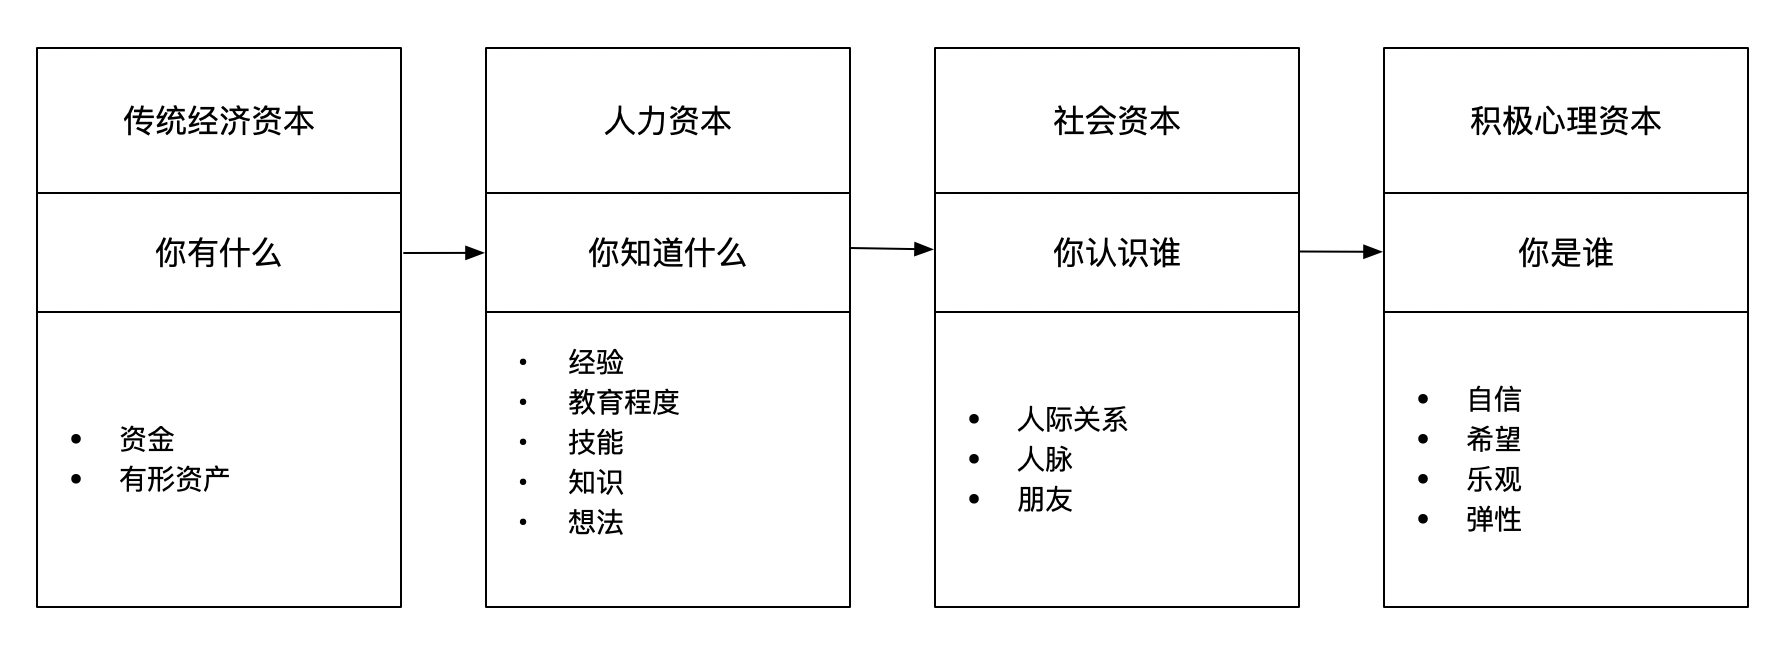 传统经济资本
你有什么
• 资金
• 有形资产
人力资本
你知道什么
• 经验
• 教育程度
• 技能
• 知识
• 想法
社会资本
你认识谁
• 人际关系
• 人脉
• 朋友
积极心理资本
你是谁
• 自信
• 希望
• 乐观
• 弹性